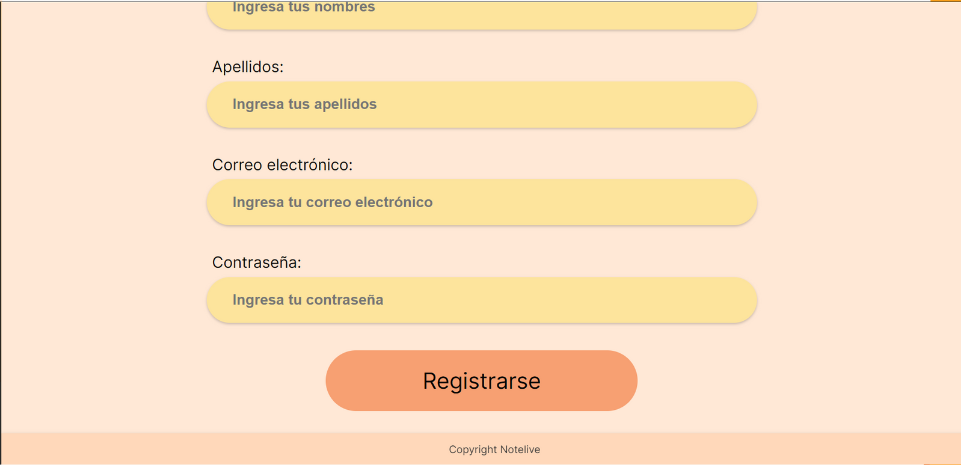 Ingresa tus nombres
Apellidos:
Ingresa tus apellidos
Correo electrónico:
Ingresa tu correo electrónico
Contraseña:
Ingresa tu contraseña
Registrarse
Copyright Notelive